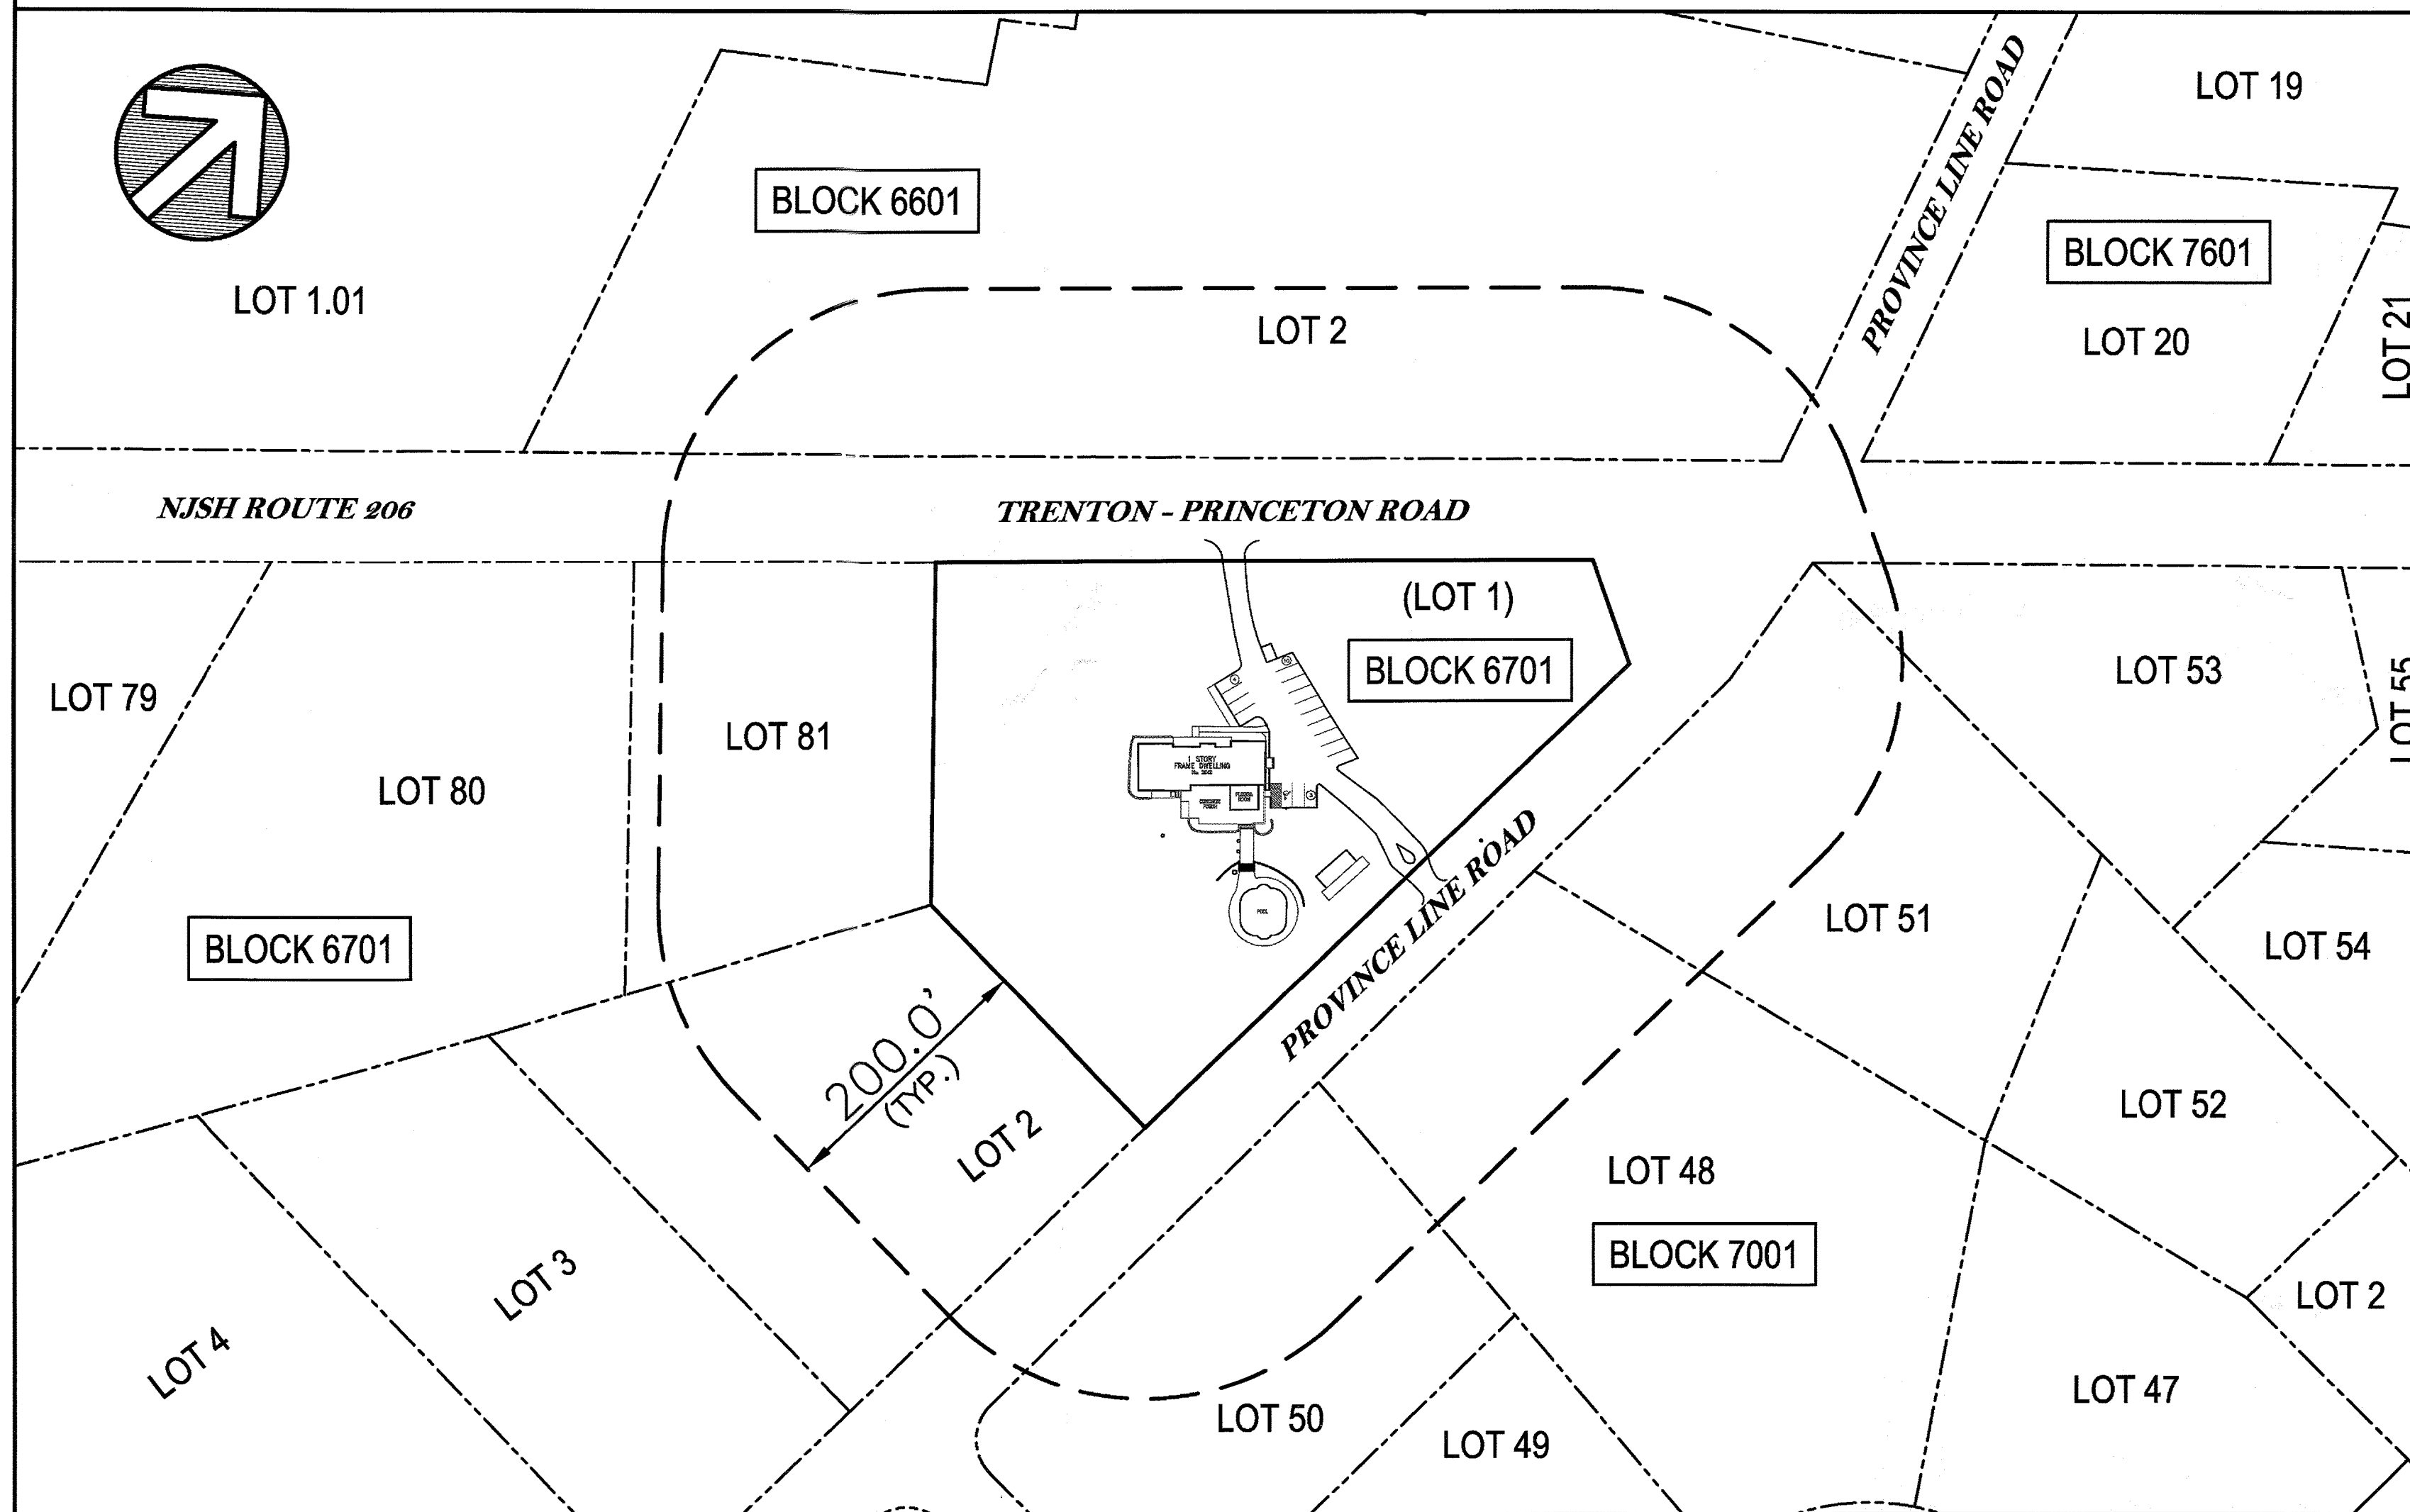 PROVINCE LINE ROAD
LOT 19
BLOCK 6601
BLOCK 7601
LOT 1.01
LOT 2
LOT 20
LOT 21
NJSH ROUTE 206
TRENTON - PRINCETON ROAD
(LOT 1)
BLOCK 6701
LOT 53
LOT 55
LOT 79
LOT 81
LOT 80
1 STORY
FRAME DWELLING
FLORIDA
ROOM
POOL
PROVINCE LINE ROAD
LOT 51
LOT 54
BLOCK 6701
200.0'
(TYP.)
LOT 2
LOT 52
LOT 48
BLOCK 7001
LOT 3
LOT 2
LOT 4
LOT 47
LOT 50
LOT 49